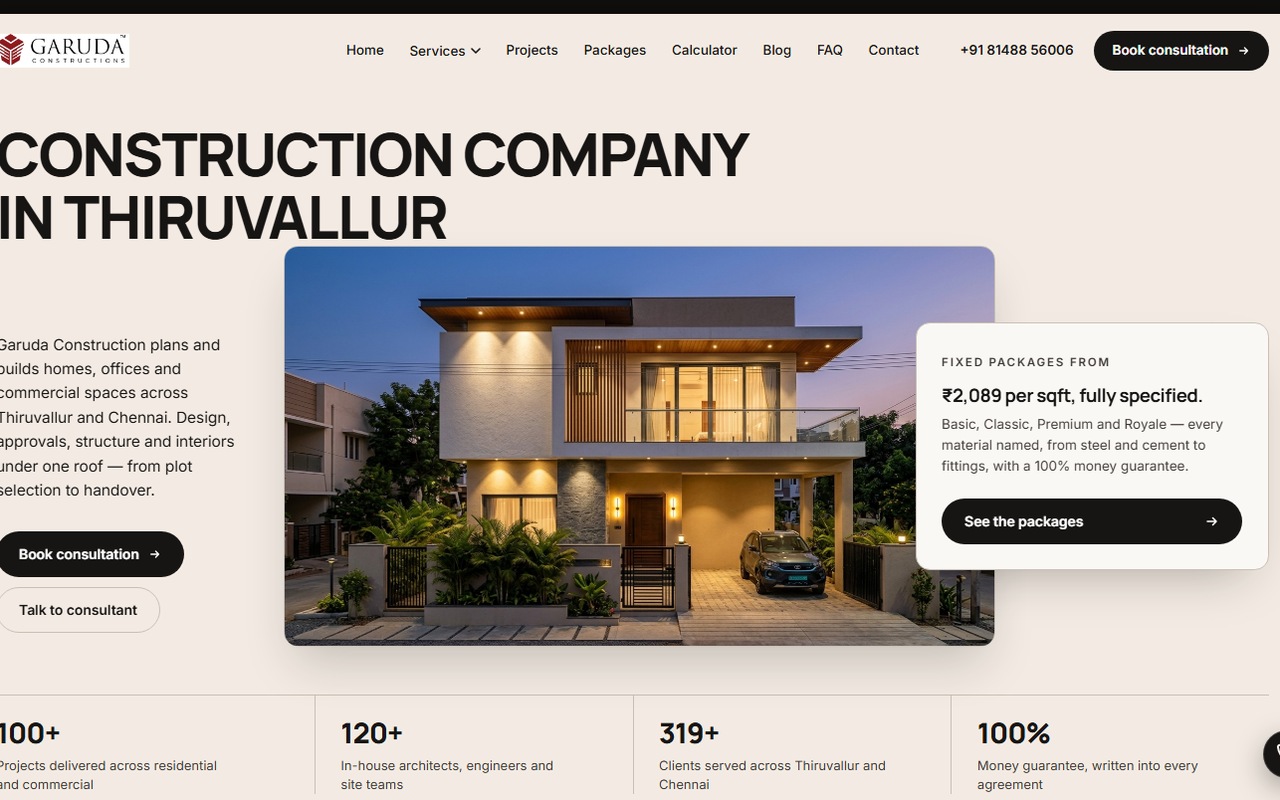 GARUDA™
CONSTRUCTIONS
Home
Services
Projects
Packages
Calculator
Blog
FAQ
Contact
+91 81488 56006
Book consultation →
CONSTRUCTION COMPANY
IN THIRUVALLUR
Garuda Construction plans and
builds homes, offices and
commercial spaces across
Thiruvallur and Chennai. Design,
approvals, structure and interiors
under one roof — from plot
selection to handover.
Book consultation →
Talk to consultant
FIXED PACKAGES FROM
₹2,089 per sqft, fully specified.
Basic, Classic, Premium and Royale — every
material named, from steel and cement to
fittings, with a 100% money guarantee.
See the packages →
100+
Projects delivered across residential
and commercial
120+
In-house architects, engineers and
site teams
319+
Clients served across Thiruvallur and
Chennai
100%
Money guarantee, written into every
agreement